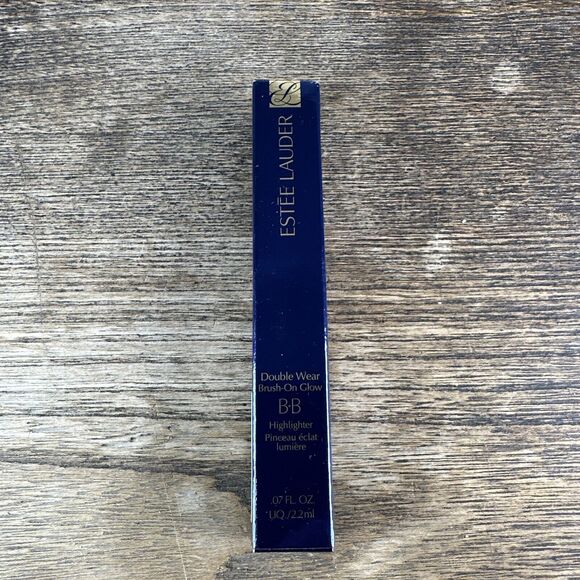 ESTĒE LAUDER
Double Wear
Brush-On Glow
B·B
Highlighter
Pinceau éclat
lumière
.07 FL. OZ.
LIQ./2.2ml